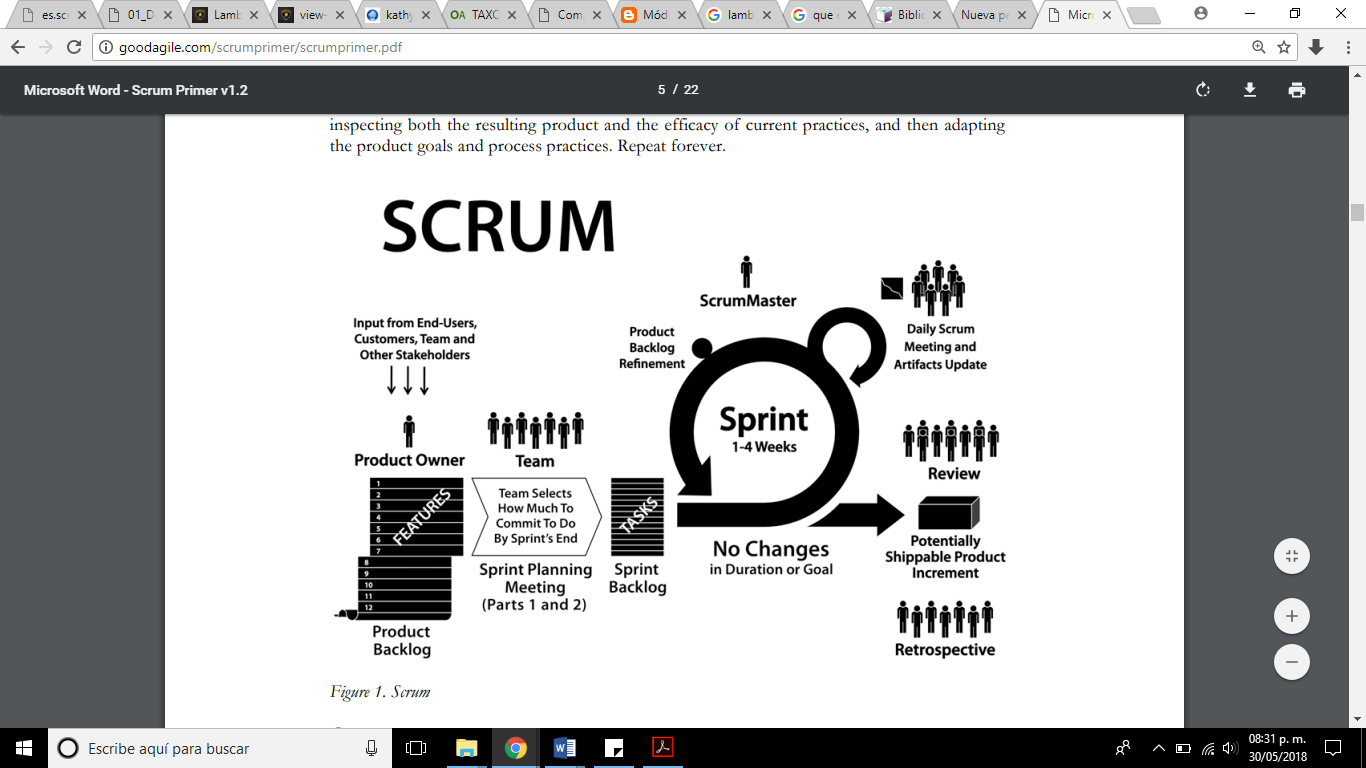 es.sc
01_D
Lamb
view-
kathy
TAXC
Com
Mód
lamb
que
Biblic
Nueva pe
Micro
goodagile.com/scrumprimer/scrumprimer.pdf
Microsoft Word - Scrum Primer v1.2
5 / 22
inspecting both the resulting product and the efficacy of current practices, and then adapting
the product goals and process practices. Repeat forever.
SCRUM
Input from End-Users,
Customers, Team and
Other Stakeholders
Product Owner
1
2
3
4
5
6
7
FEATURES
8
9
10
11
12
Product
Backlog
Team
Team Selects
How Much To
Commit To Do
By Sprint's End
Sprint Planning
Meeting
(Parts 1 and 2)
TASKS
Sprint
Backlog
ScrumMaster
Product
Backlog
Refinement
Sprint
1-4 Weeks
No Changes
in Duration or Goal
Daily Scrum
Meeting and
Artifacts Update
Review
Potentially
Shippable Product
Increment
Retrospective
Figure 1. Scrum
Escribe aquí para buscar
08:31 p. m.
30/05/2018